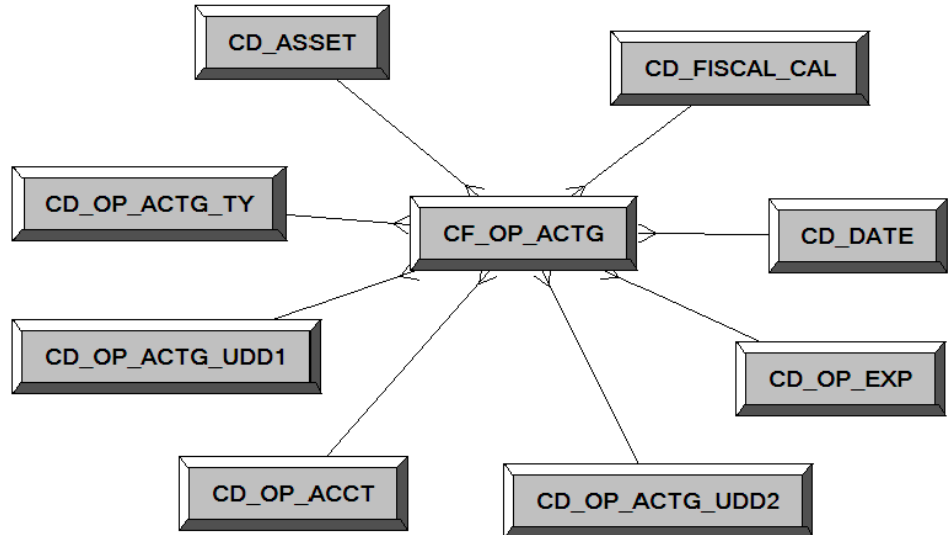 CD_ASSET
CD_FISCAL_CAL
CD_OP_ACTG_TY
CF_OP_ACTG
CD_DATE
CD_OP_ACTG_UDD1
CD_OP_EXP
CD_OP_ACCT
CD_OP_ACTG_UDD2